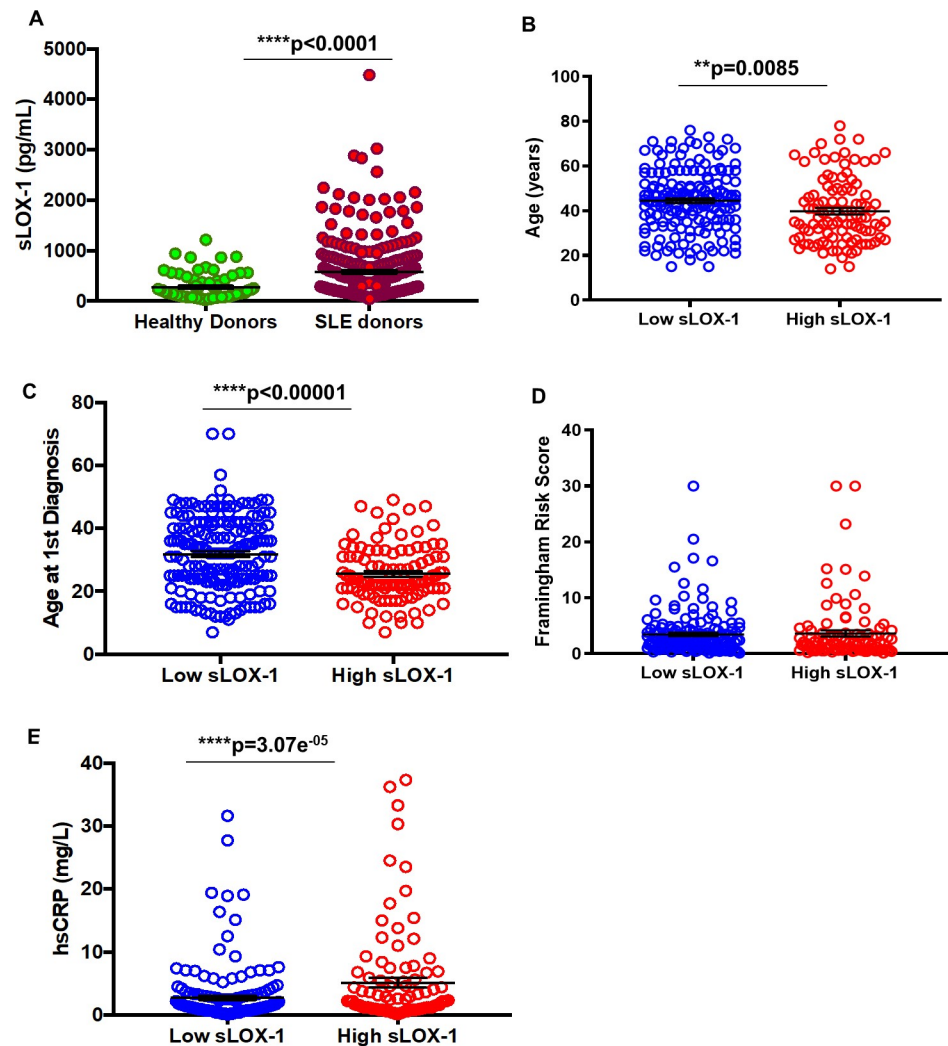 A
****p<0.0001
5000
4000
3000
2000
1000
0
sLOX-1 (pg/mL)
Healthy Donors
SLE donors
B
**p=0.0085
100
80
60
40
20
0
Age (years)
Low sLOX-1
High sLOX-1
C
****p<0.00001
80
60
40
20
0
Age at 1st Diagnosis
Low sLOX-1
High sLOX-1
D
40
30
20
10
0
Framingham Risk Score
Low sLOX-1
High sLOX-1
E
****p=3.07e⁻⁰⁵
40
30
20
10
0
hsCRP (mg/L)
Low sLOX-1
High sLOX-1